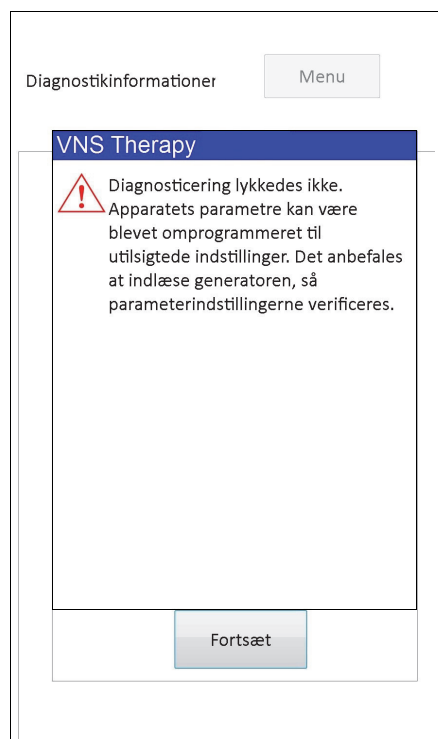 Diagnostikinformationer
Menu
VNS Therapy
Diagnosticering lykkedes ikke.
Apparatets parametre kan være
blevet omprogrammeret til
utilsigtede indstillinger. Det anbefales
at indlæse generatoren, så
parameterindstillingerne verificeres.
Fortsæt